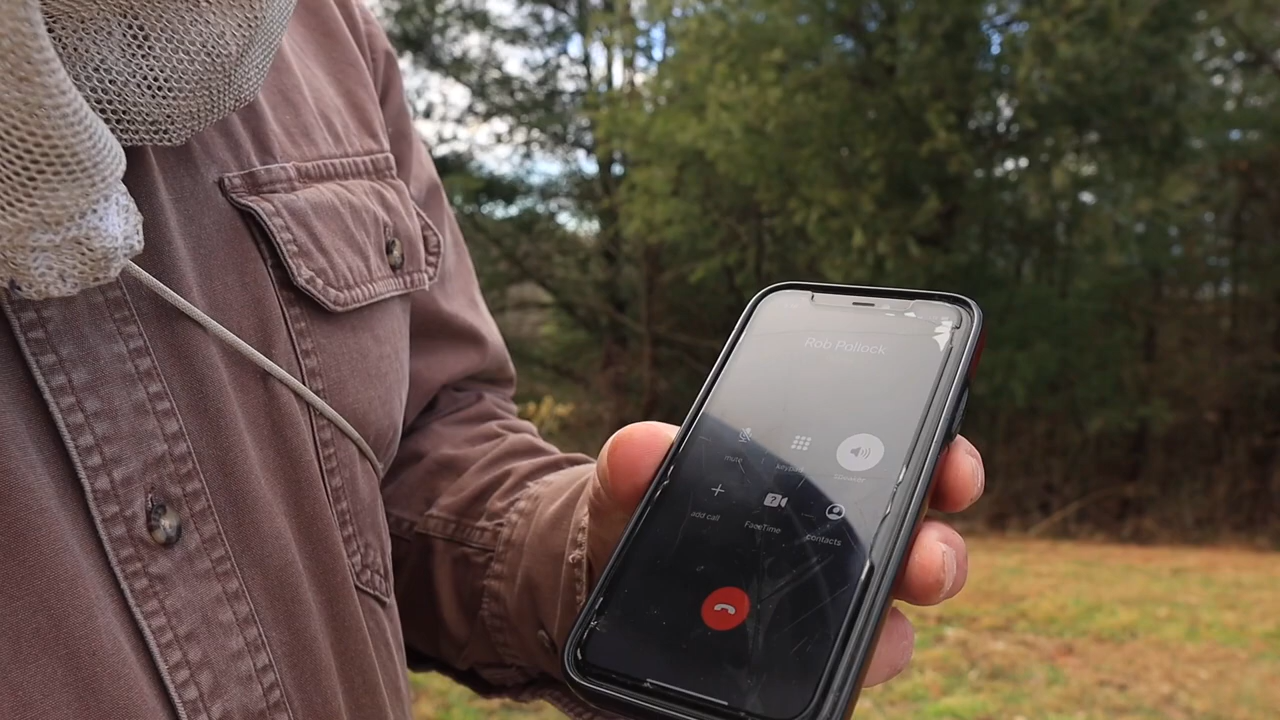 Rob Pollock
mute
keypad
speaker
add call
FaceTime
contacts